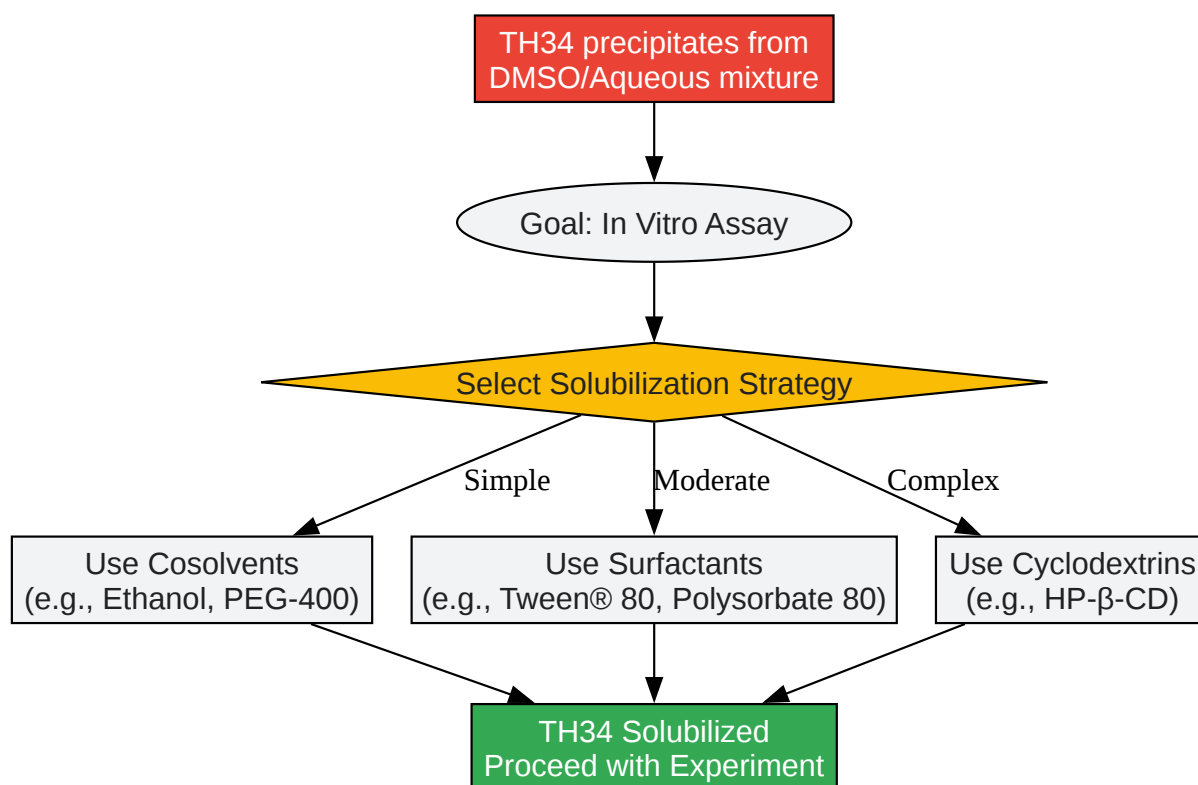 TH34 precipitates from
DMSO/Aqueous mixture
Goal: In Vitro Assay
Select Solubilization Strategy
Simple
Moderate
Complex
Use Cosolvents
(e.g., Ethanol, PEG-400)
Use Surfactants
(e.g., Tween® 80, Polysorbate 80)
Use Cyclodextrins
(e.g., HP-β-CD)
TH34 Solubilized
Proceed with Experiment